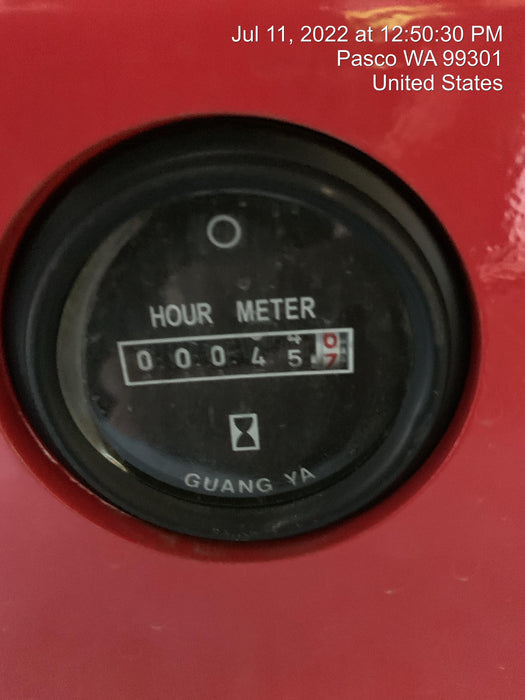 Jul 11, 2022 at 12:50:30 PM
Pasco WA 99301
United States
HOUR METER
0 0 0 4 5
GUANG YA